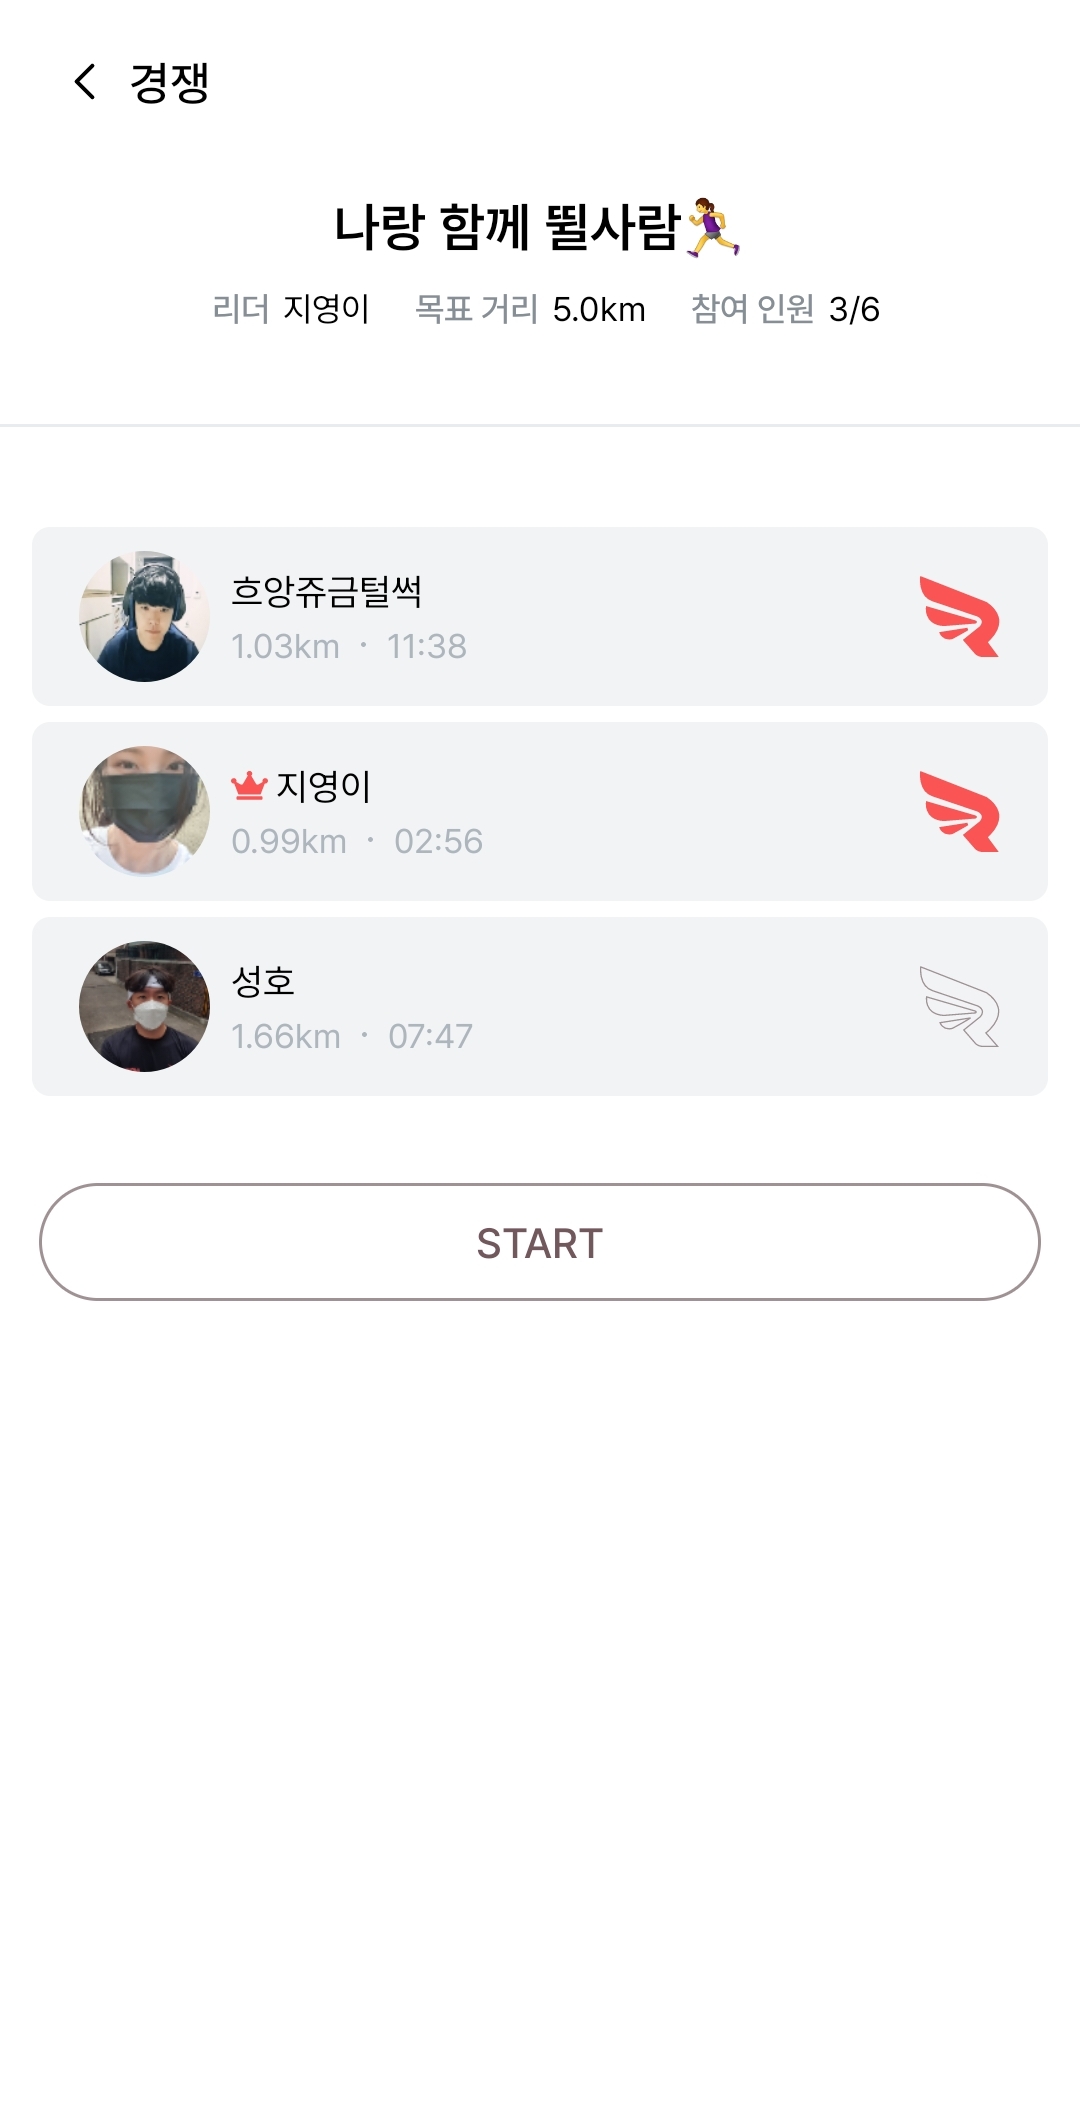 경쟁
나랑 함께 뛸사람🏃‍♀️
리더 지영이 목표 거리 5.0km 참여 인원 3/6
흐앙쥬금털썩
1.03km · 11:38
지영이
0.99km · 02:56
성호
1.66km · 07:47
START